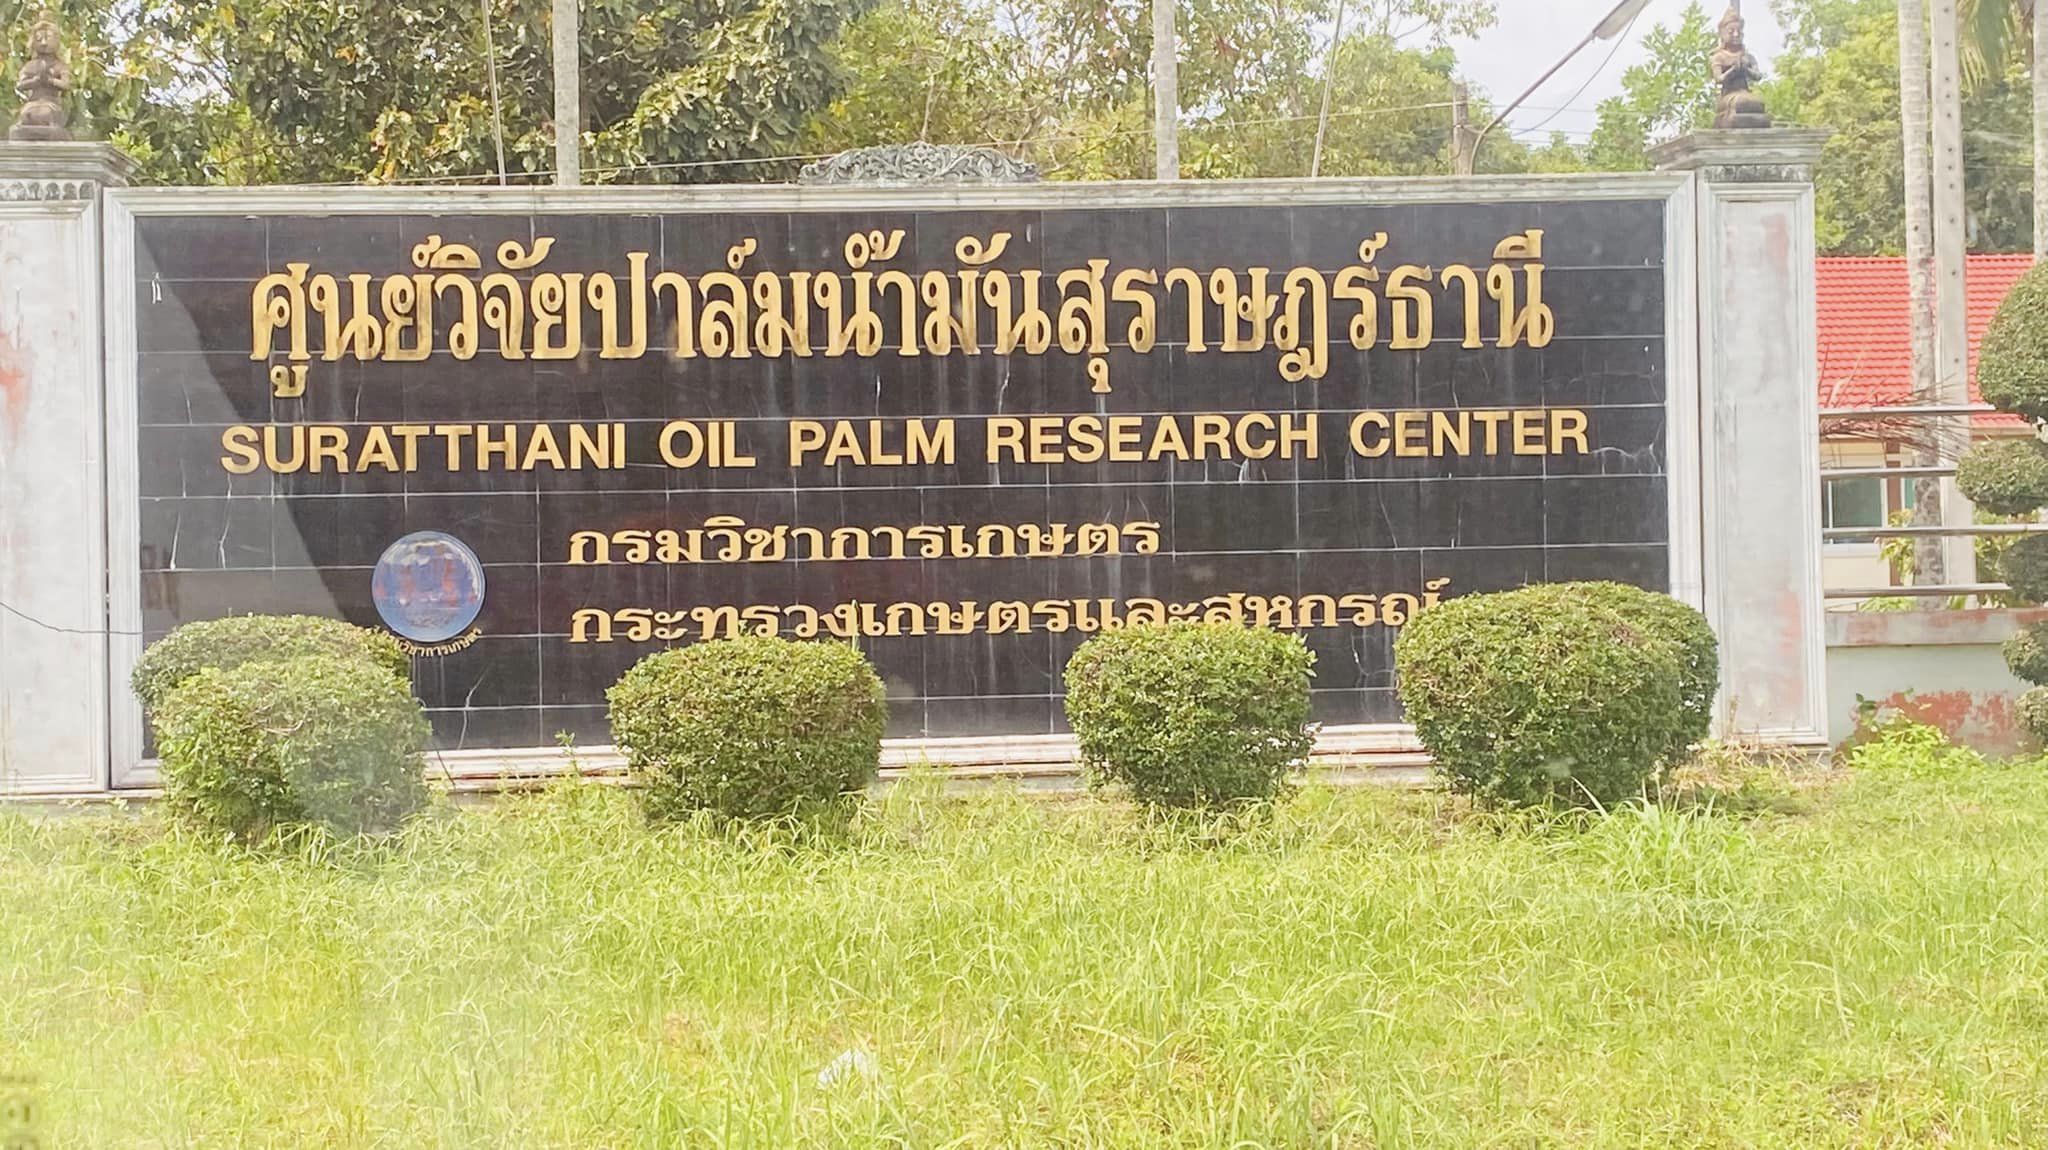 ศูนย์วิจัยปาล์มน้ำมันสุราษฎร์ธานี
SURATTHANI OIL PALM RESEARCH CENTER
กรมวิชาการเกษตร
กระทรวงเกษตรและสหกรณ์